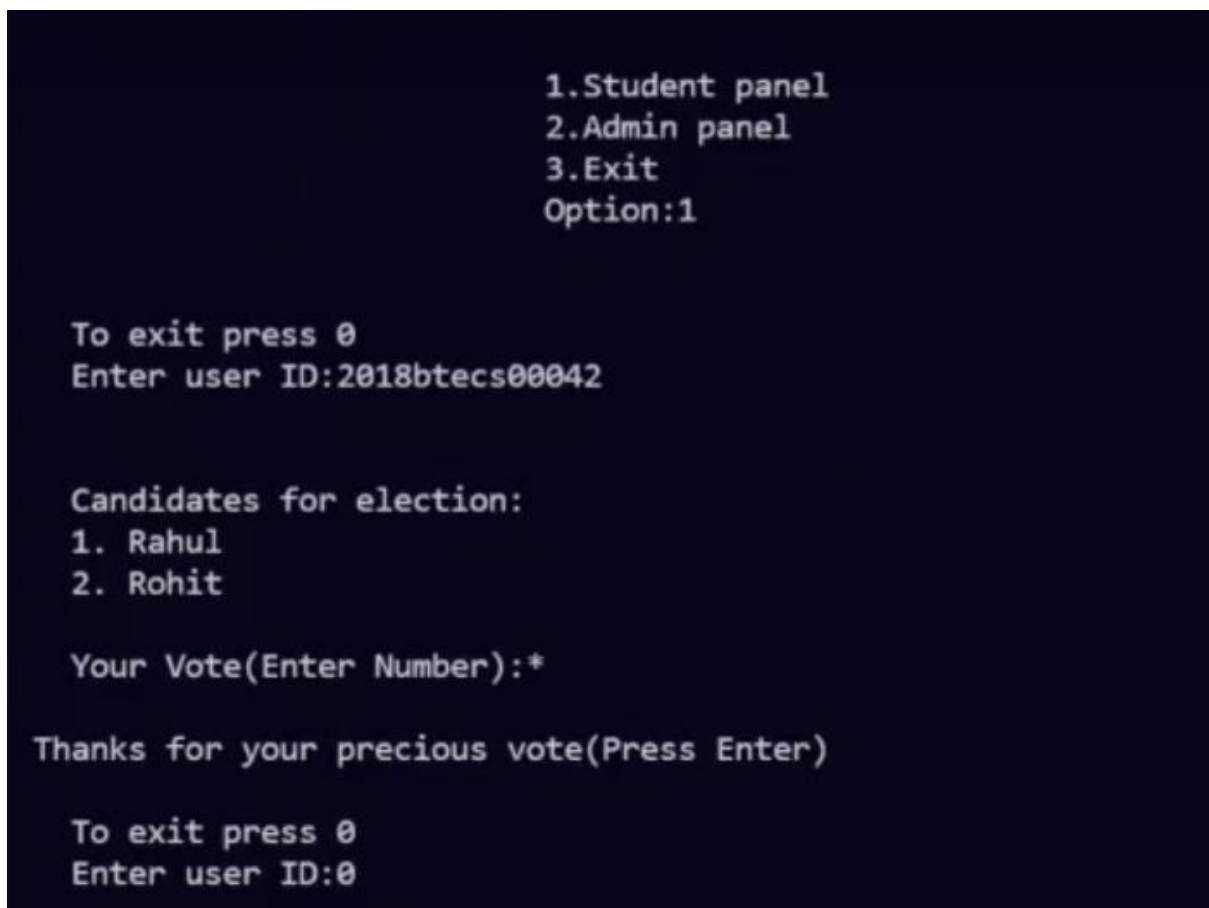 1.Student panel
2.Admin panel
3.Exit
Option:1
To exit press 0
Enter user ID:2018btecs00042
Candidates for election:
1. Rahul
2. Rohit
Your Vote(Enter Number):*
Thanks for your precious vote(Press Enter)
To exit press 0
Enter user ID:0